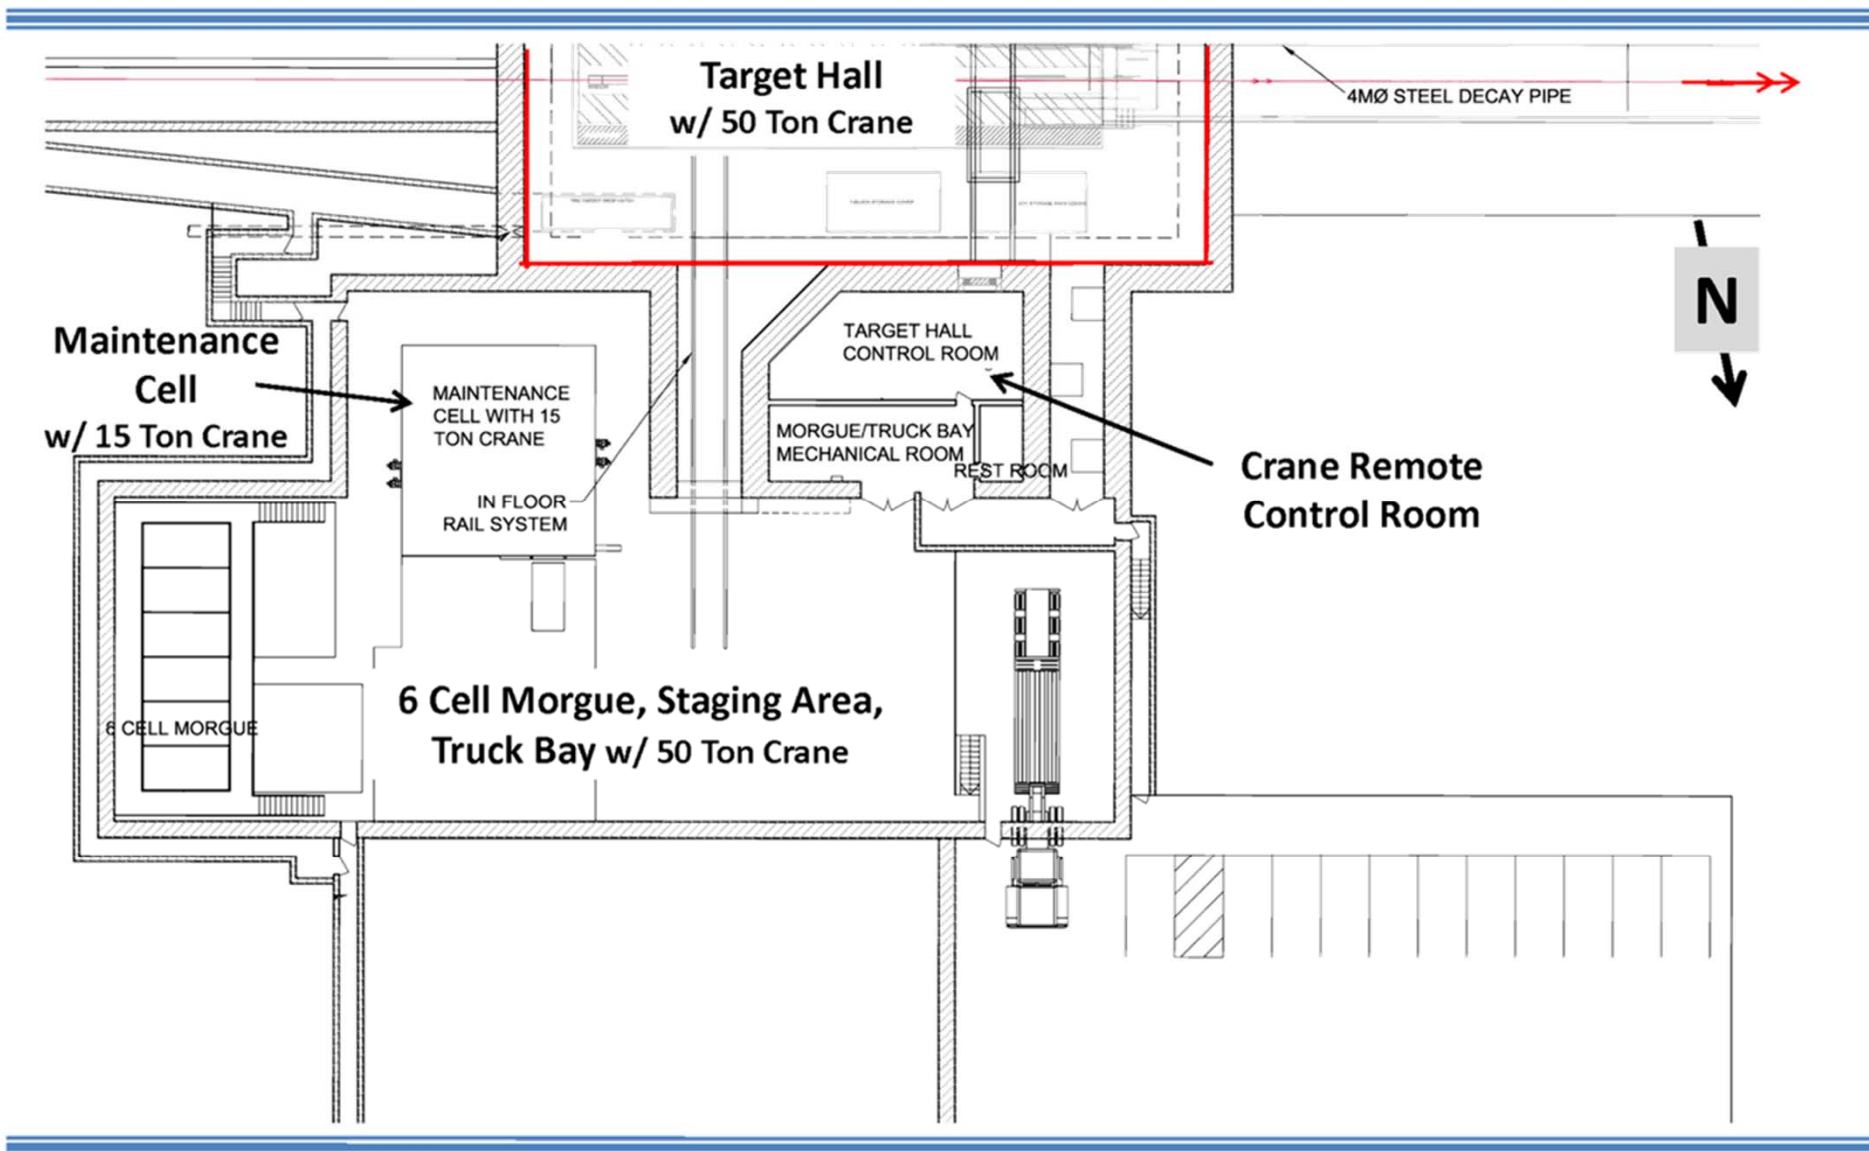 Target Hall
w/ 50 Ton Crane
4MØ STEEL DECAY PIPE
N
Maintenance
Cell
w/ 15 Ton Crane
MAINTENANCE
CELL WITH 15
TON CRANE
IN FLOOR
RAIL SYSTEM
TARGET HALL
CONTROL ROOM
MORGUE/TRUCK BAY
MECHANICAL ROOM
REST ROOM
Crane Remote
Control Room
6 Cell Morgue, Staging Area,
Truck Bay w/ 50 Ton Crane
6 CELL MORGUE